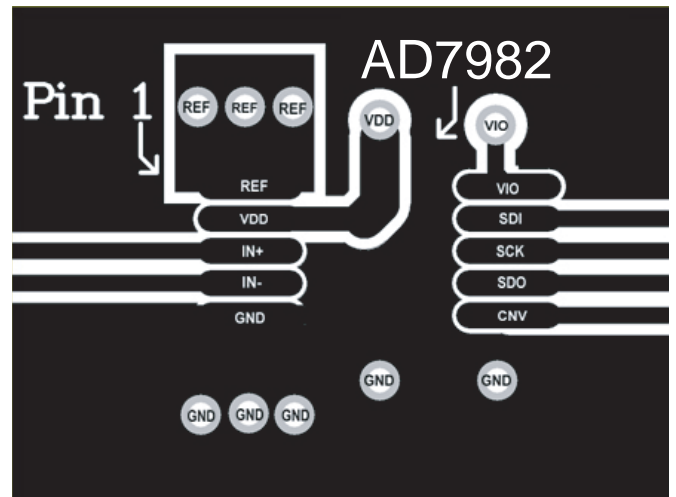 AD7982
Pin 1
REF REF REF
VDD
VIO
REF
VDD
IN+
IN-
GND
VIO
SDI
SCK
SDO
CNV
GND
GND
GND GND GND